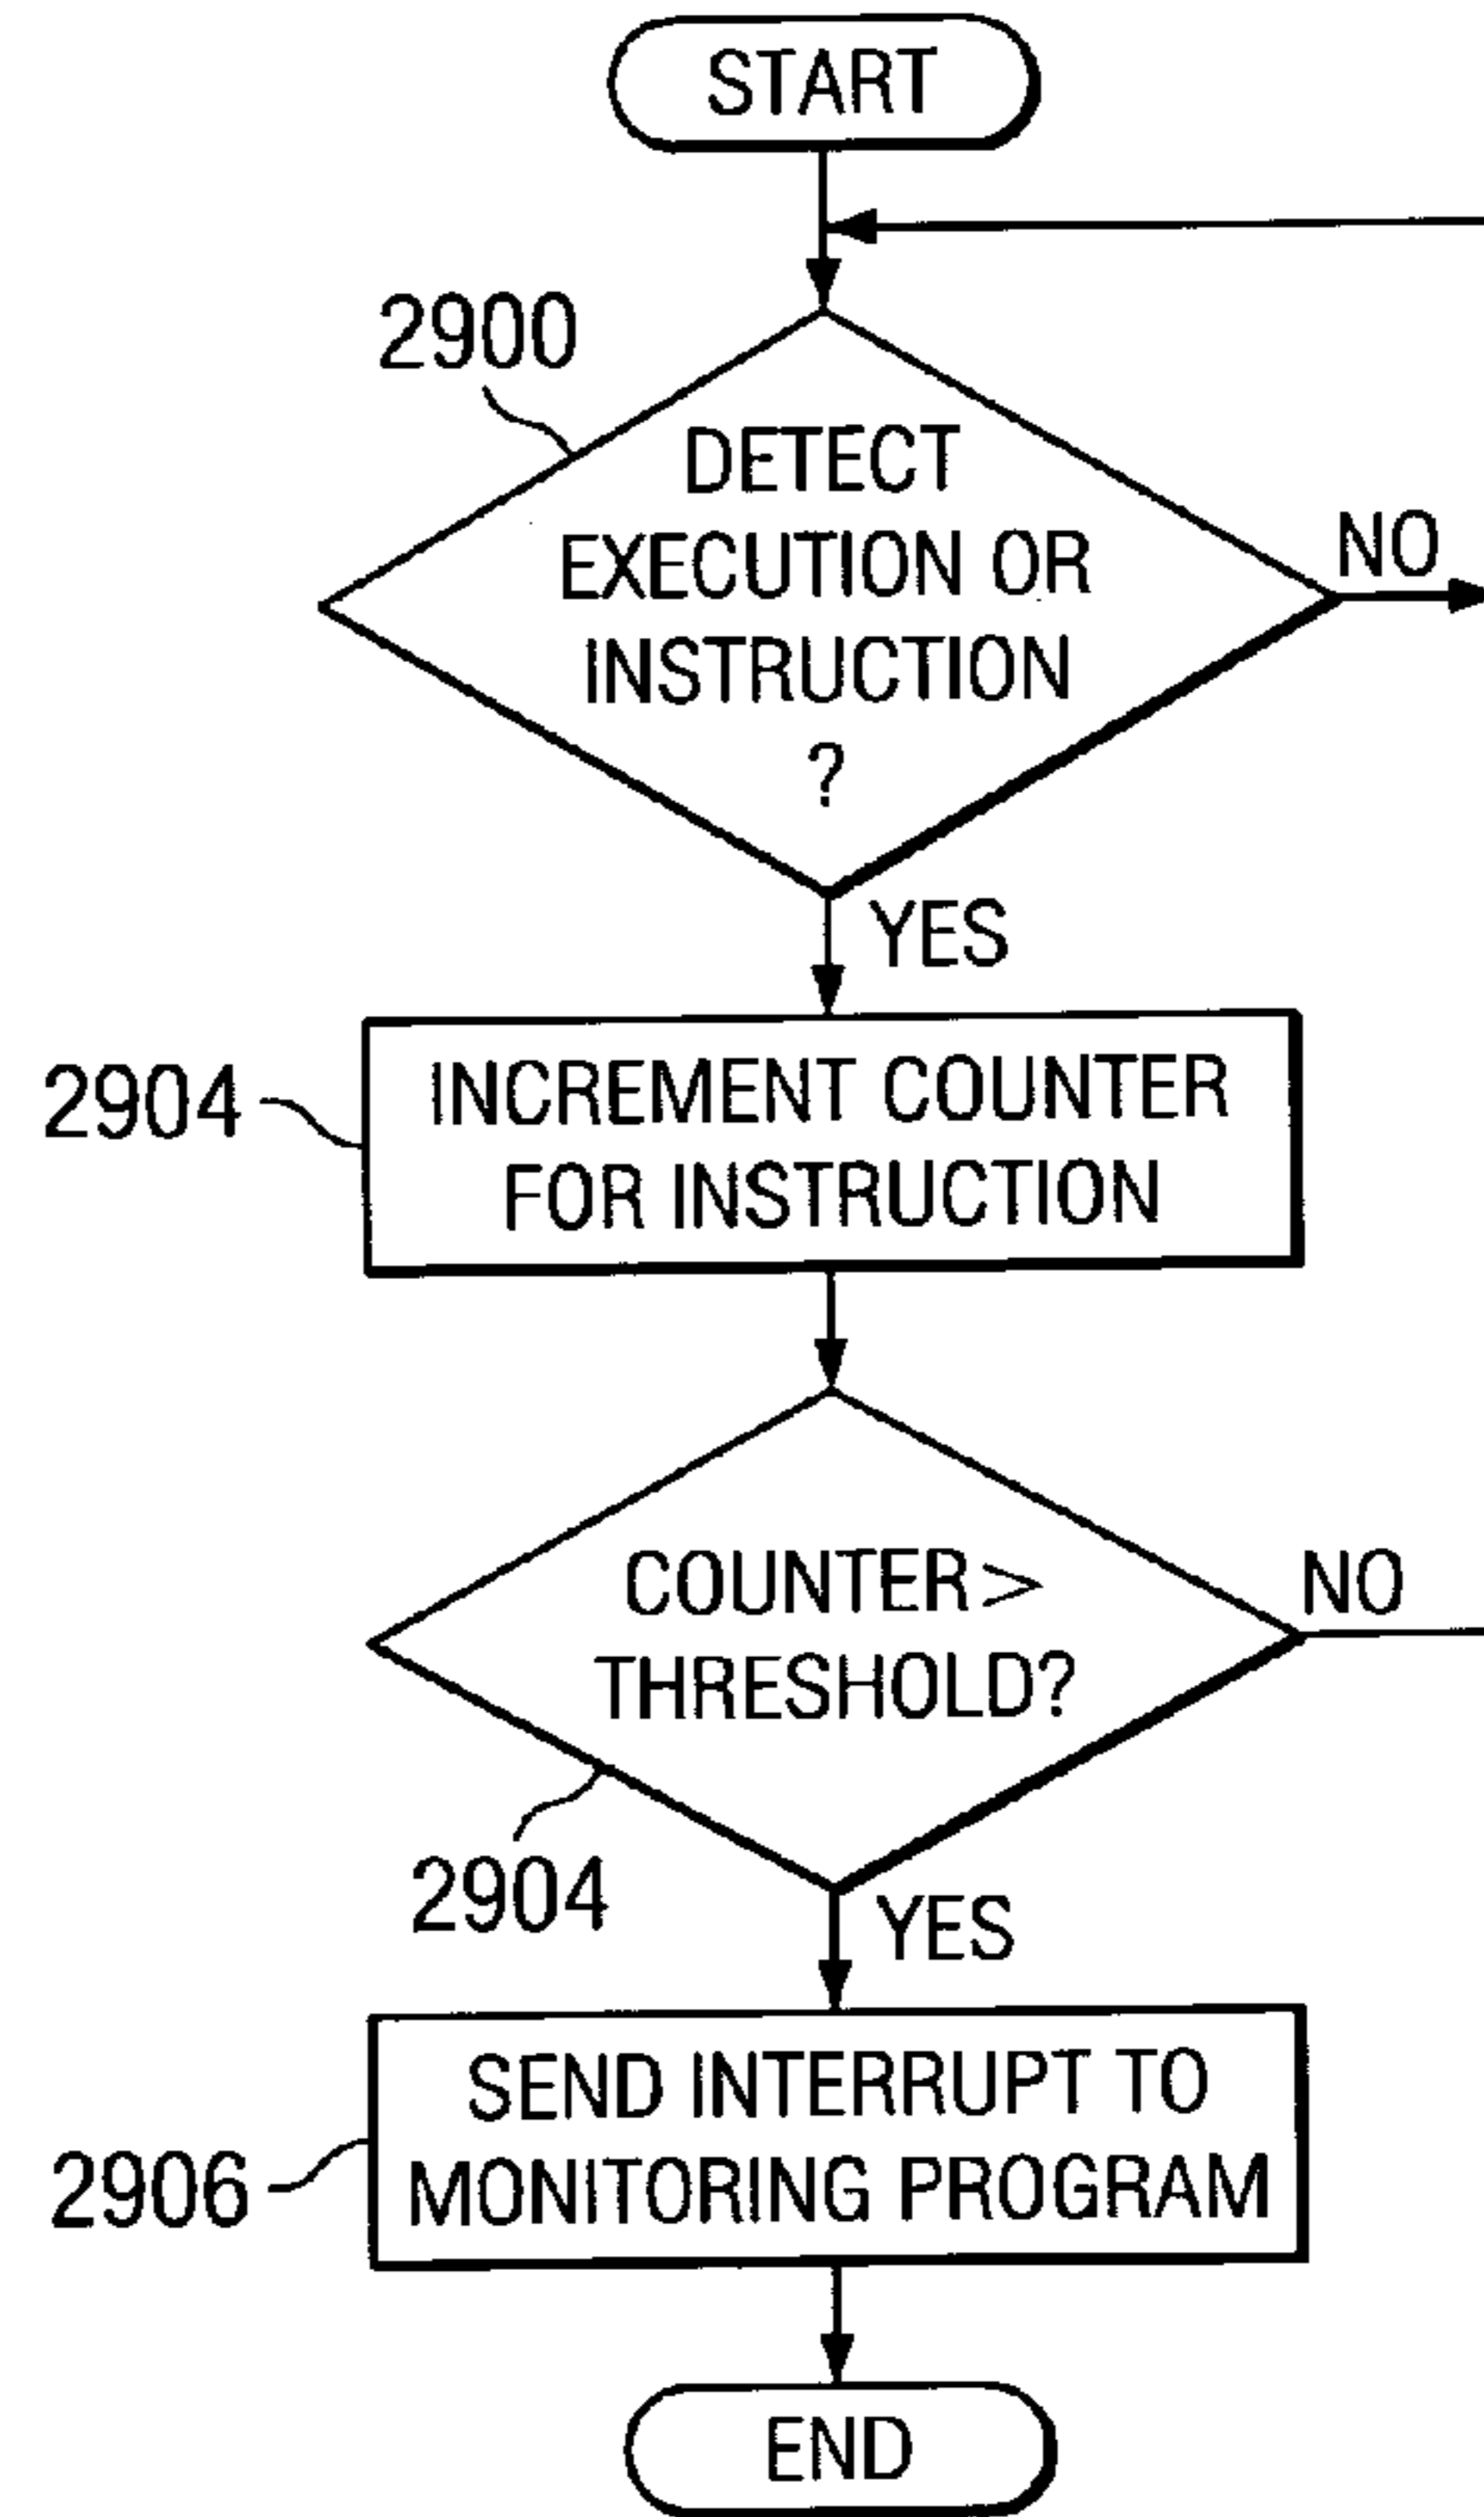 START
2900
DETECT
EXECUTION OR
INSTRUCTION
?
NO
YES
2904
INCREMENT COUNTER
FOR INSTRUCTION
COUNTER>
THRESHOLD?
NO
2904
YES
2906
SEND INTERRUPT TO
MONITORING PROGRAM
END